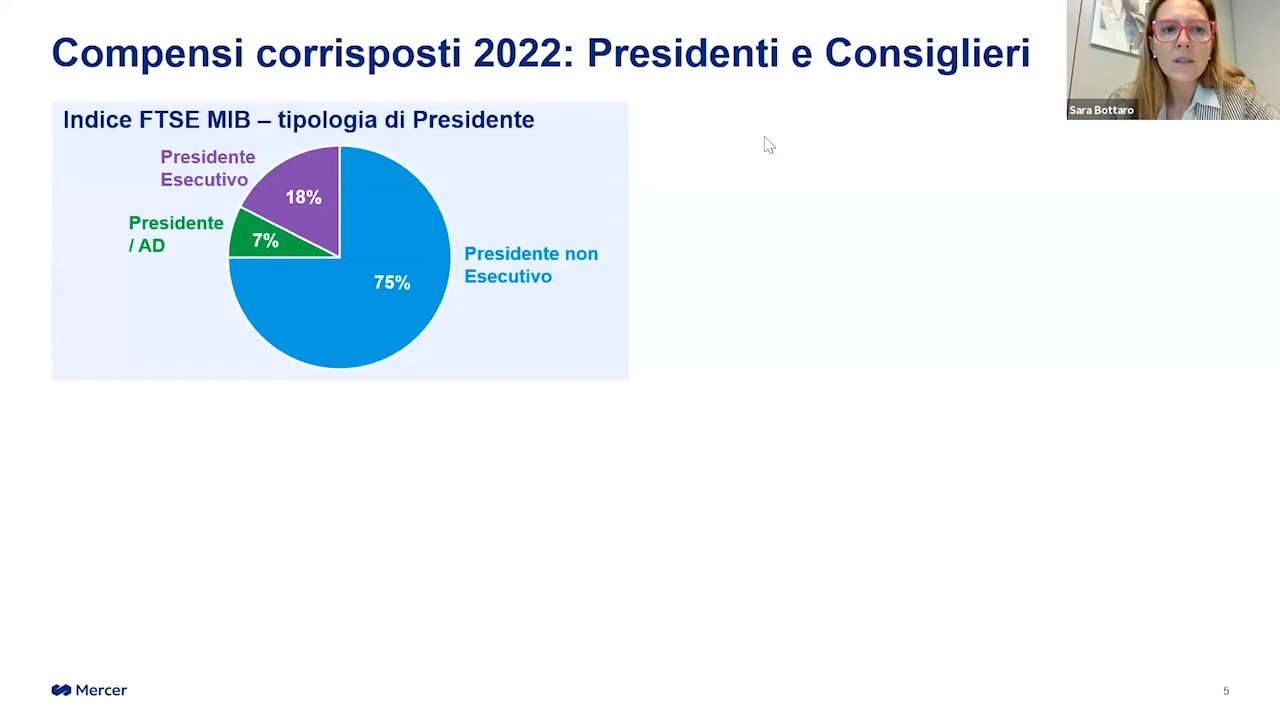 Compensi corrisposti 2022: Presidenti e Consiglieri
Sara Bottaro
Indice FTSE MIB – tipologia di Presidente
Presidente
Esecutivo
18%
Presidente
/ AD
7%
Presidente non
Esecutivo
75%
Mercer
5